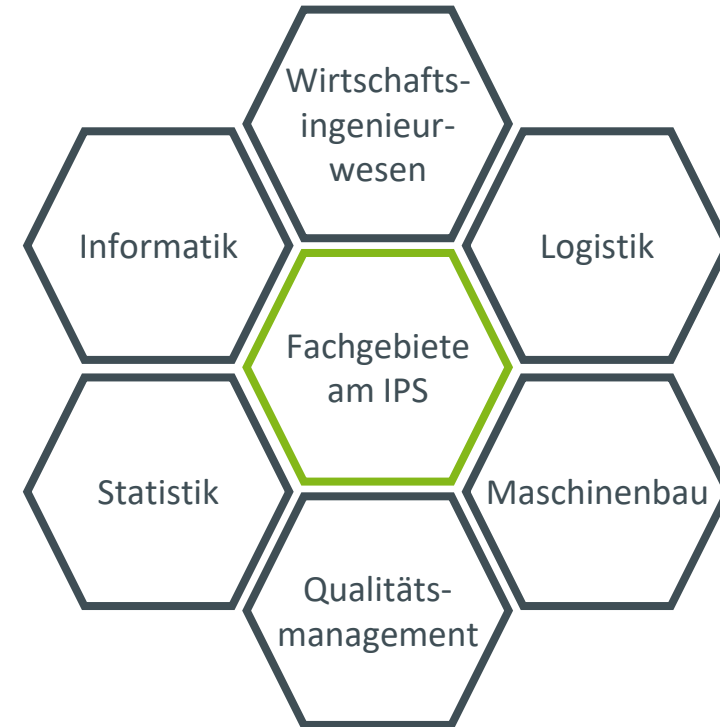 Wirtschafts-
ingenieur-
wesen
Informatik
Logistik
Fachgebiete
am IPS
Statistik
Maschinenbau
Qualitäts-
management